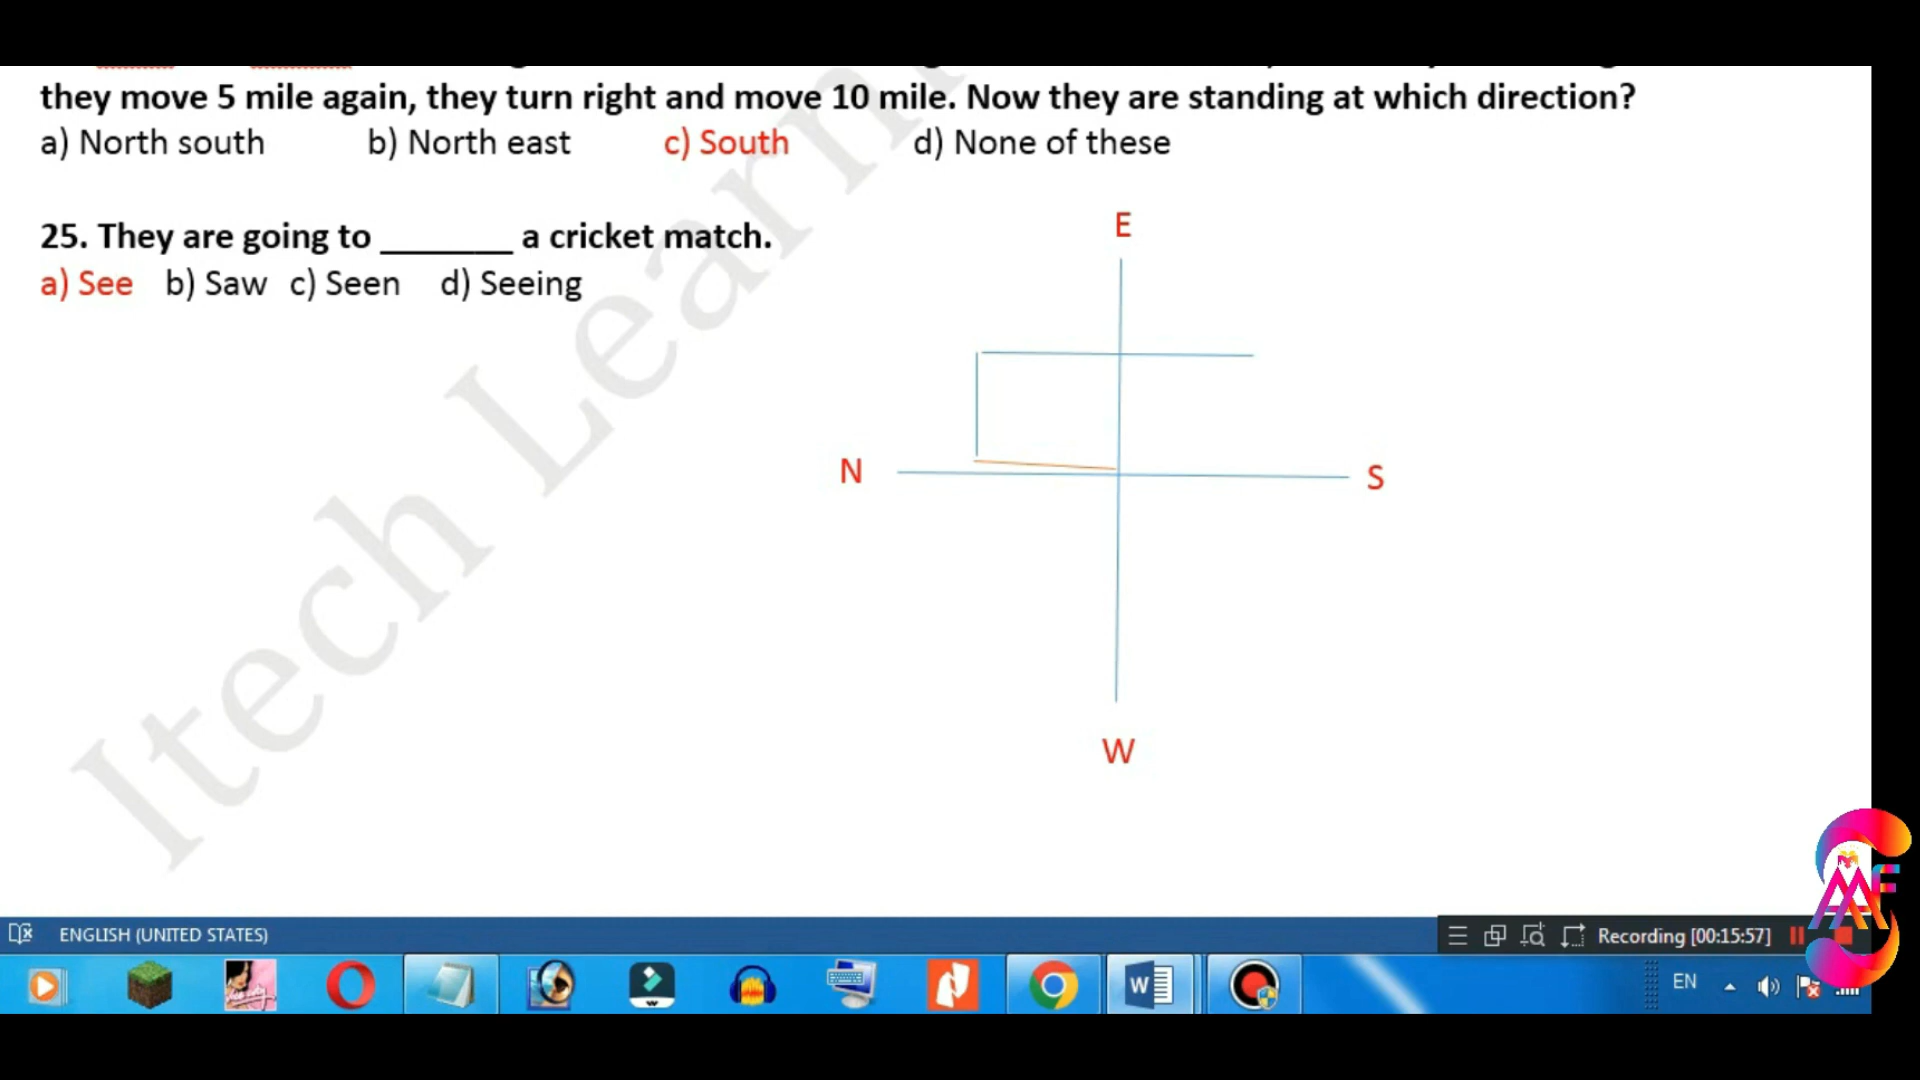 they move 5 mile again, they turn right and move 10 mile. Now they are standing at which direction?
a) North south b) North east c) South d) None of these
25. They are going to _______ a cricket match.
a) See b) Saw c) Seen d) Seeing
E
N
S
W
Itech Learn
ENGLISH (UNITED STATES)
Recording [00:15:57]
W
EN